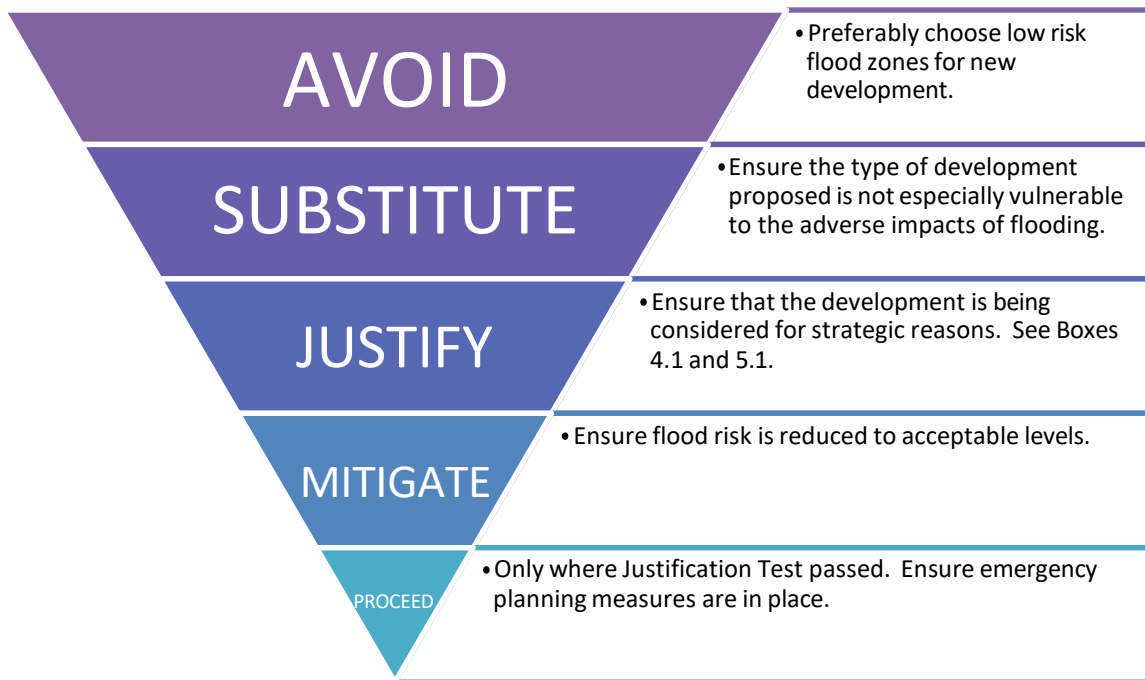 AVOID
• Preferably choose low risk
flood zones for new
development.
SUBSTITUTE
• Ensure the type of development
proposed is not especially vulnerable
to the adverse impacts of flooding.
JUSTIFY
• Ensure that the development is being
considered for strategic reasons.  See Boxes
4.1 and 5.1.
MITIGATE
• Ensure flood risk is reduced to acceptable levels.
PROCEED
• Only where Justification Test passed.  Ensure emergency
planning measures are in place.